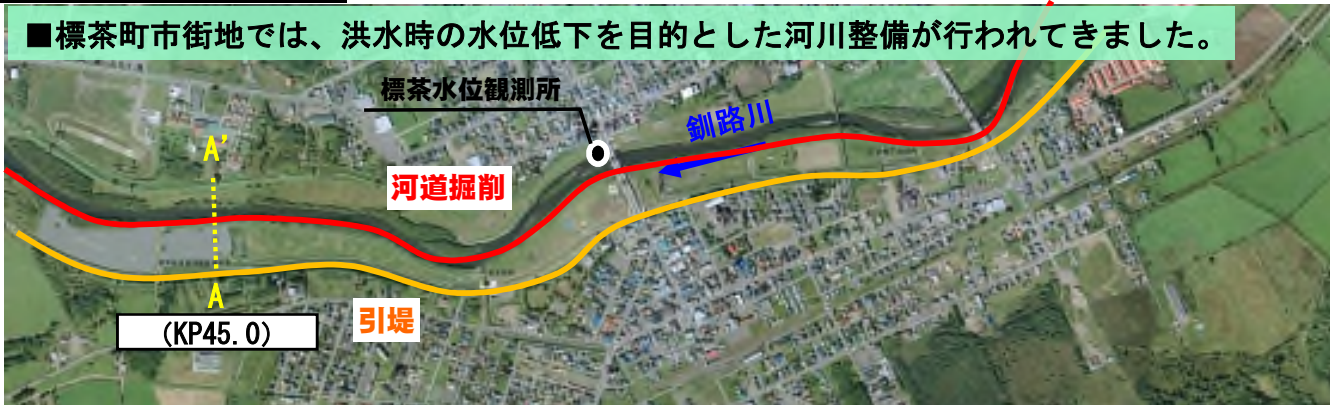 ■標茶町市街地では、洪水時の水位低下を目的とした河川整備が行われてきました。
標茶水位観測所
釧路川
A'
河道掘削
A
引堤
(KP45.0)